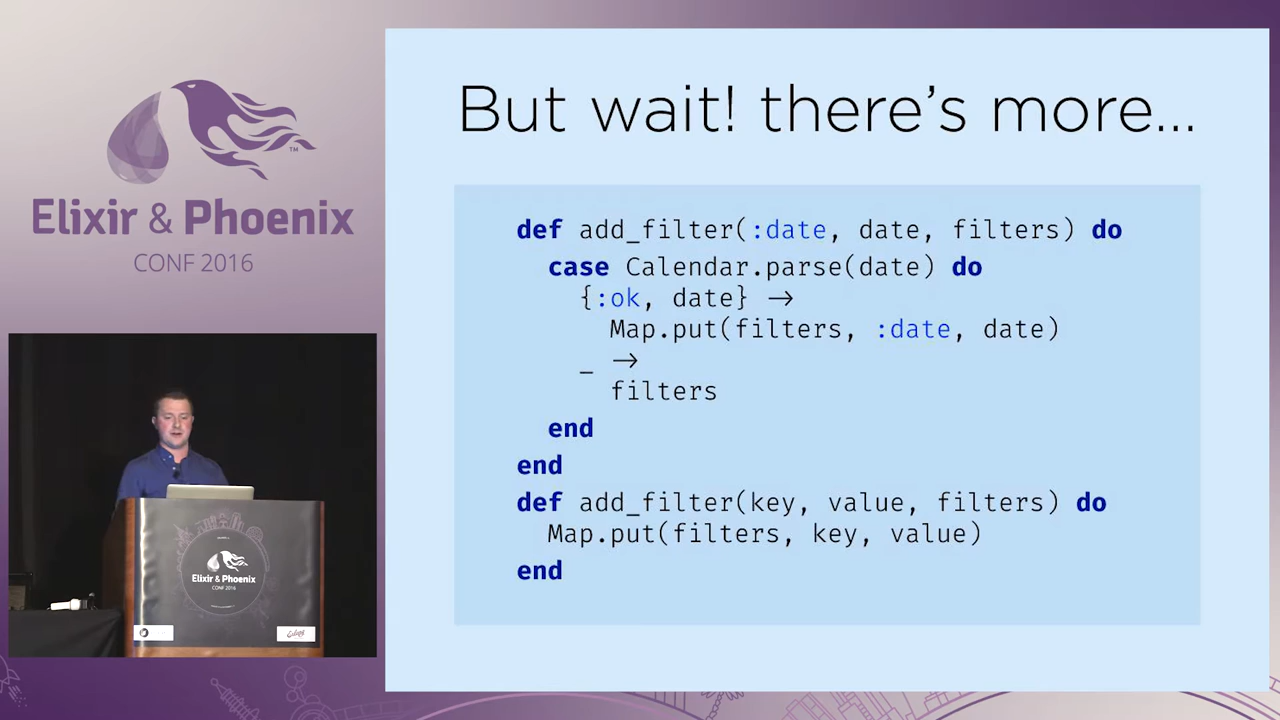 Elixir & Phoenix
CONF 2016
TM
But wait! there's more...
def add_filter(:date, date, filters) do
case Calendar.parse(date) do
{:ok, date} →
Map.put(filters, :date, date)
_ →
filters
end
end
def add_filter(key, value, filters) do
Map.put(filters, key, value)
end
Elixir & Phoenix
CONF 2016